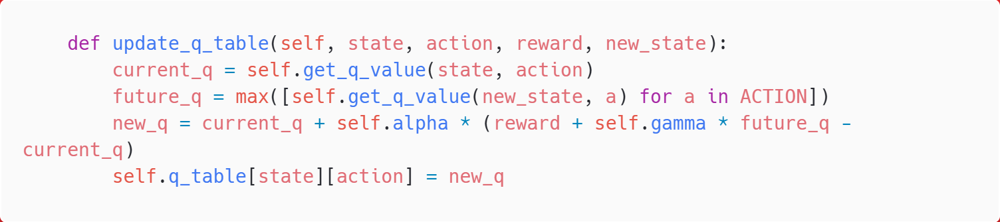 def update_q_table(self, state, action, reward, new_state):
        current_q = self.get_q_value(state, action)
        future_q = max([self.get_q_value(new_state, a) for a in ACTION])
        new_q = current_q + self.alpha * (reward + self.gamma * future_q -
current_q)
        self.q_table[state][action] = new_q